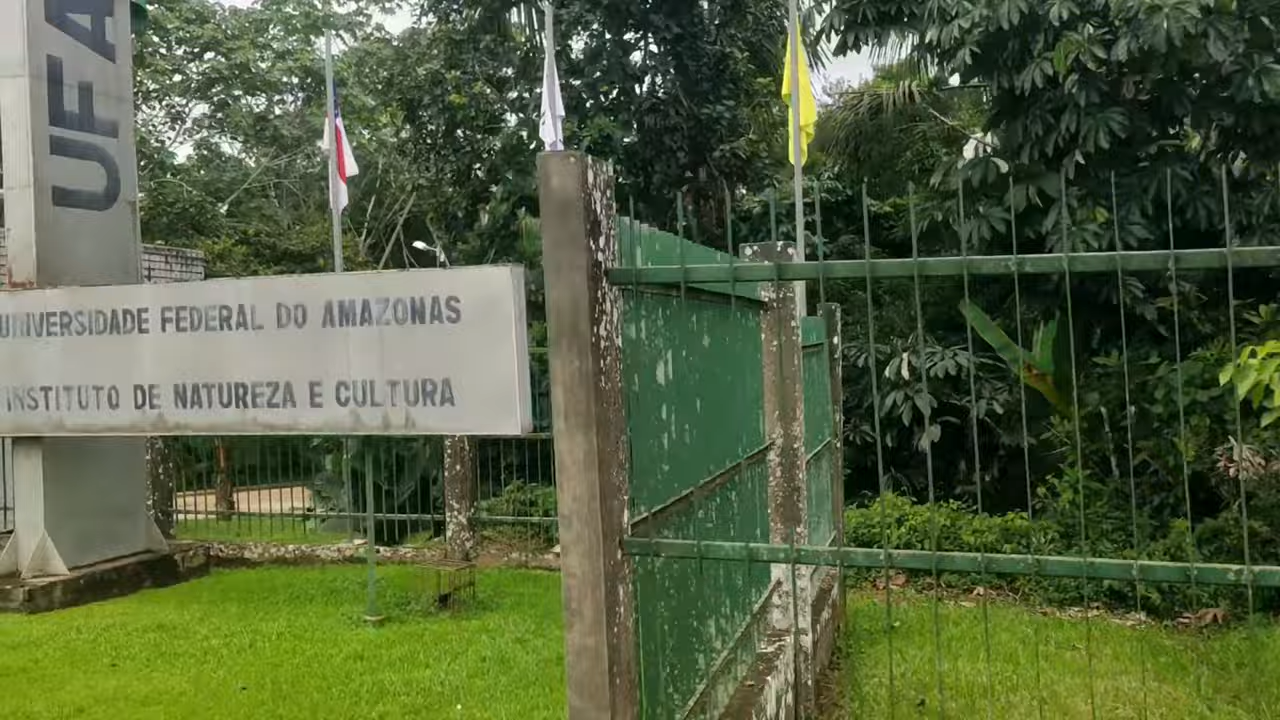 UFA
UNIVERSIDADE FEDERAL DO AMAZONAS
INSTITUTO DE NATUREZA E CULTURA